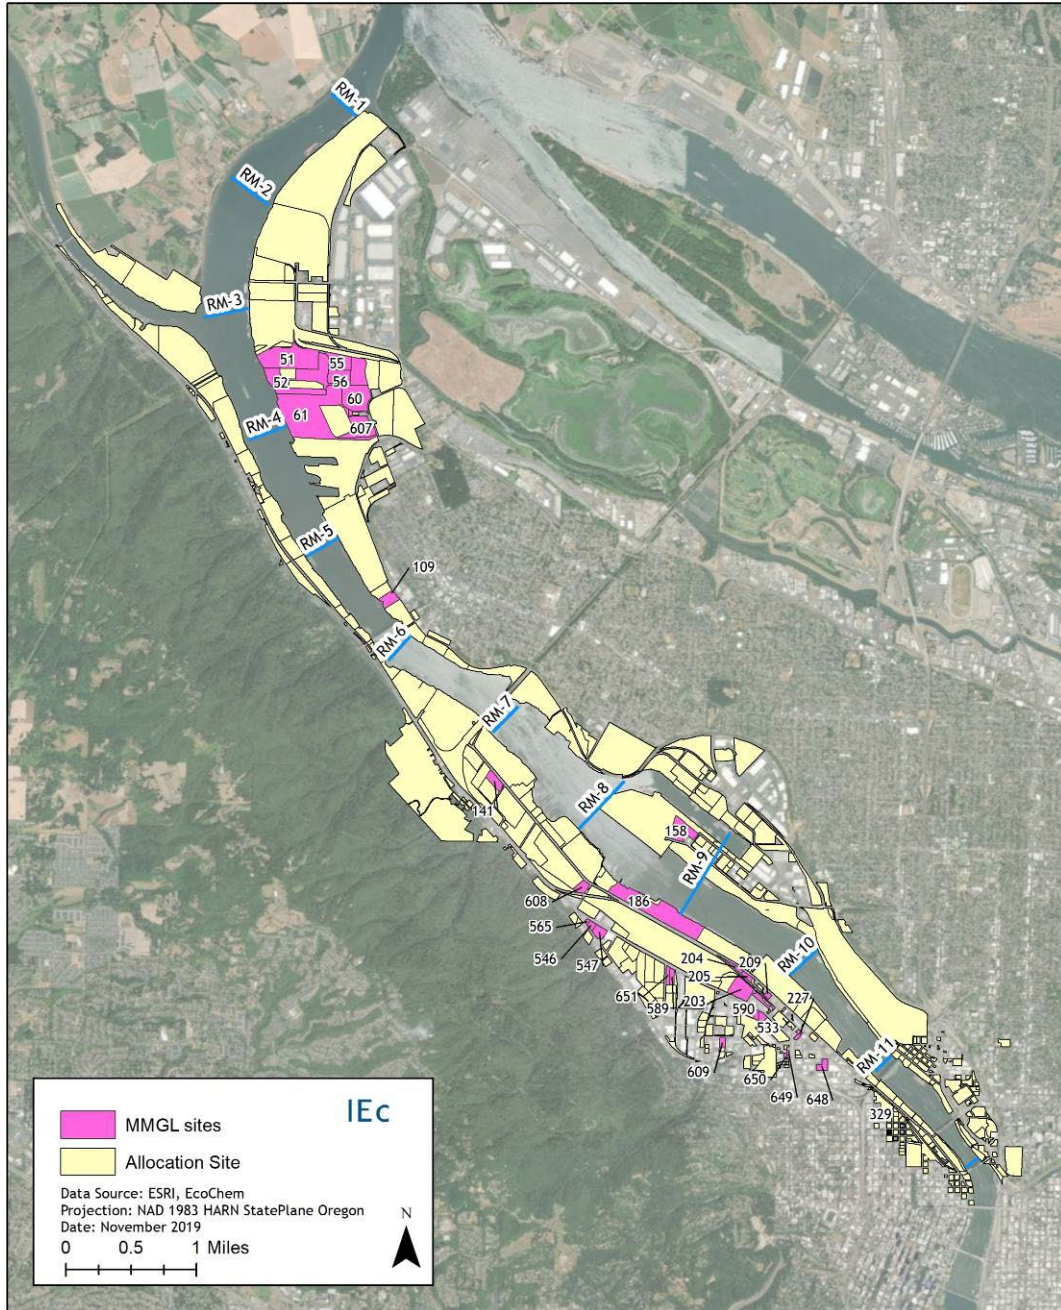 RM-1
RM-2
RM-3
51
55
52
56
60
61
RM-4
607
RM-5
109
RM-6
RM-7
141
RM-8
158
RM-9
608
186
565
546
547
204
209
RM-10
205
651
589
203
590
227
533
609
650
649
648
RM-11
329
IEc
MMGL sites
Allocation Site
Data Source: ESRI, EcoChem
Projection: NAD 1983 HARN StatePlane Oregon
Date: November 2019
N
0 0.5 1 Miles